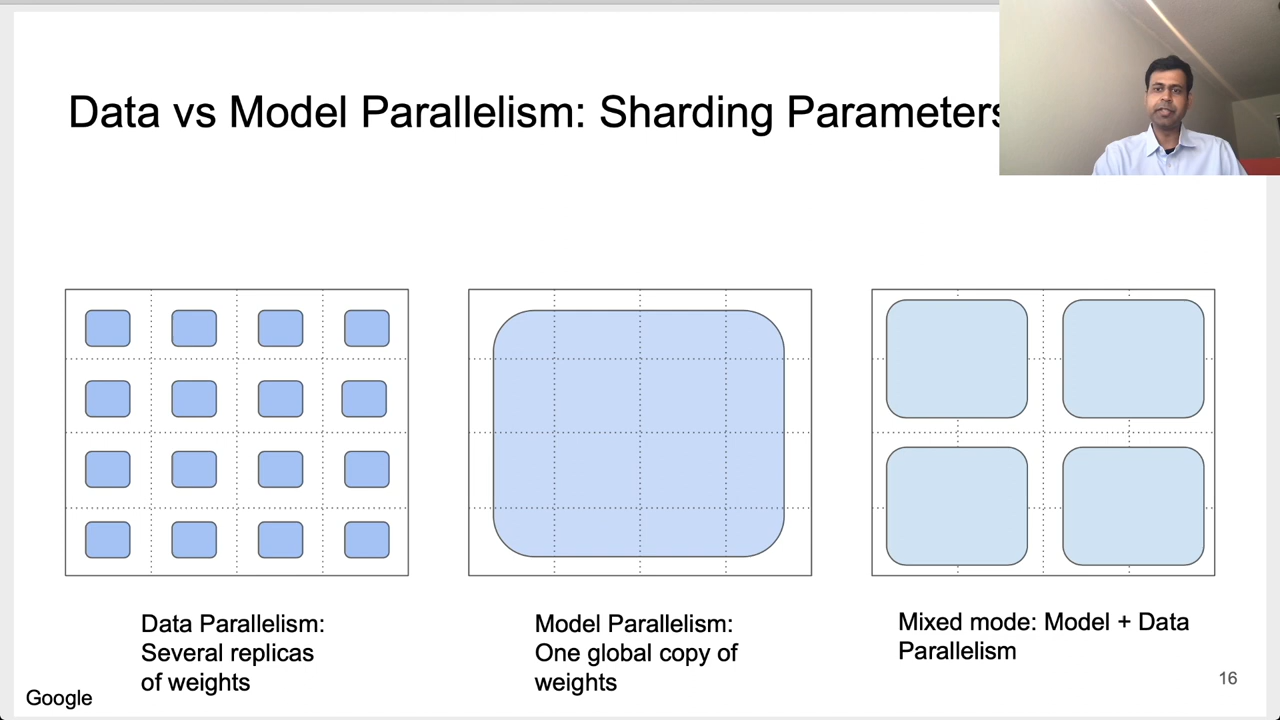 Data vs Model Parallelism: Sharding Parameters
Data Parallelism:
Several replicas
of weights
Model Parallelism:
One global copy of
weights
Mixed mode: Model + Data
Parallelism
16
Google